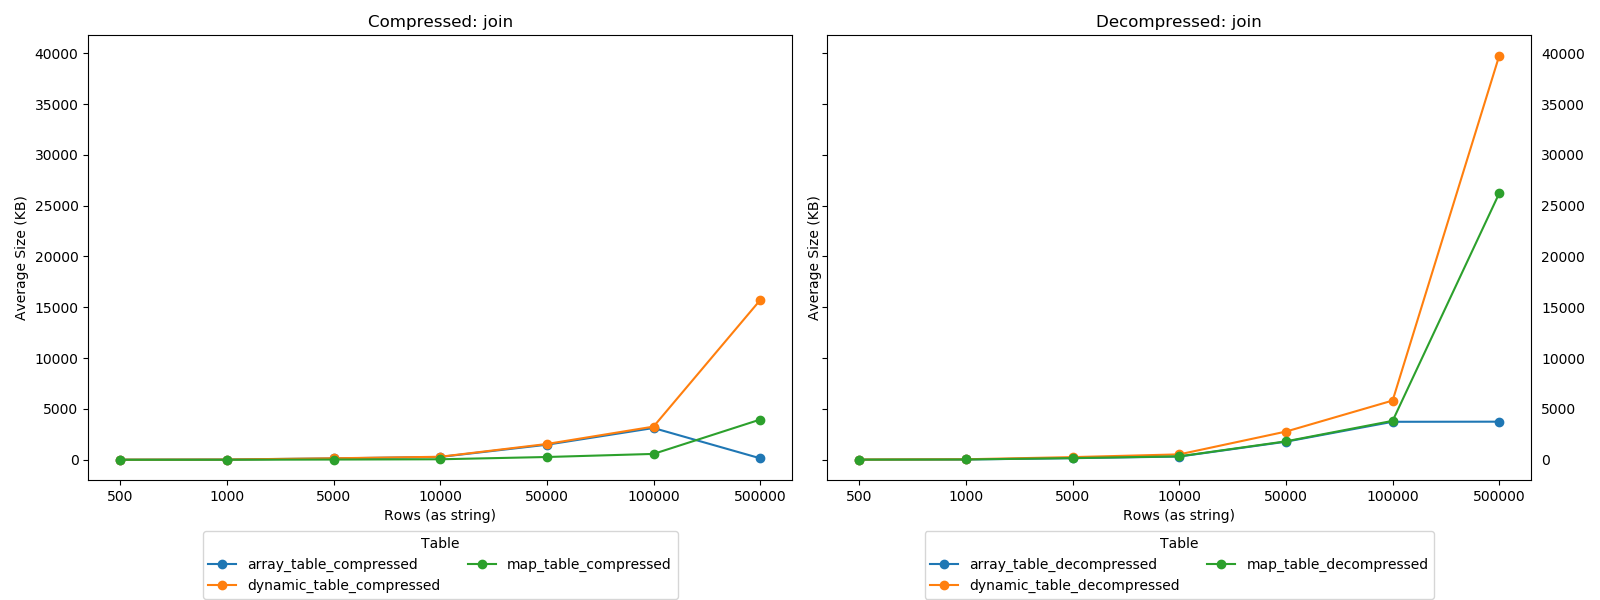 Compressed: join
40000
35000
30000
25000
20000
15000
10000
5000
0
Average Size (KB)
500 1000 5000 10000 50000 100000 500000
Rows (as string)
Table
array_table_compressed map_table_compressed
dynamic_table_compressed
Decompressed: join
Average Size (KB)
40000
35000
30000
25000
20000
15000
10000
5000
0
500 1000 5000 10000 50000 100000 500000
Rows (as string)
Table
array_table_decompressed map_table_decompressed
dynamic_table_decompressed